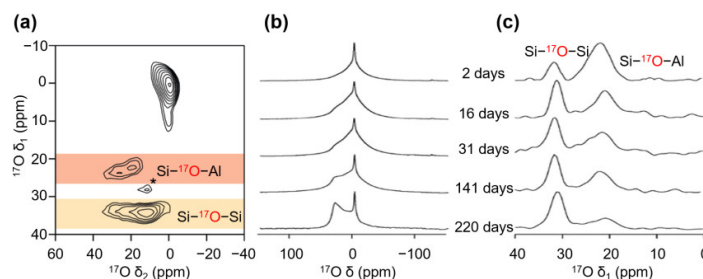 (a)
(b)
(c)
−10
0
10
20
30
40
¹⁷O δ₁ (ppm)
Si−¹⁷O−Al
*
Si−¹⁷O−Si
60 40 20 0 −20 −40
¹⁷O δ₂ (ppm)
100 0 −100
¹⁷O δ (ppm)
Si−¹⁷O−Si
Si−¹⁷O−Al
2 days
16 days
31 days
141 days
220 days
40 30 20 10 0
¹⁷O δ₁ (ppm)